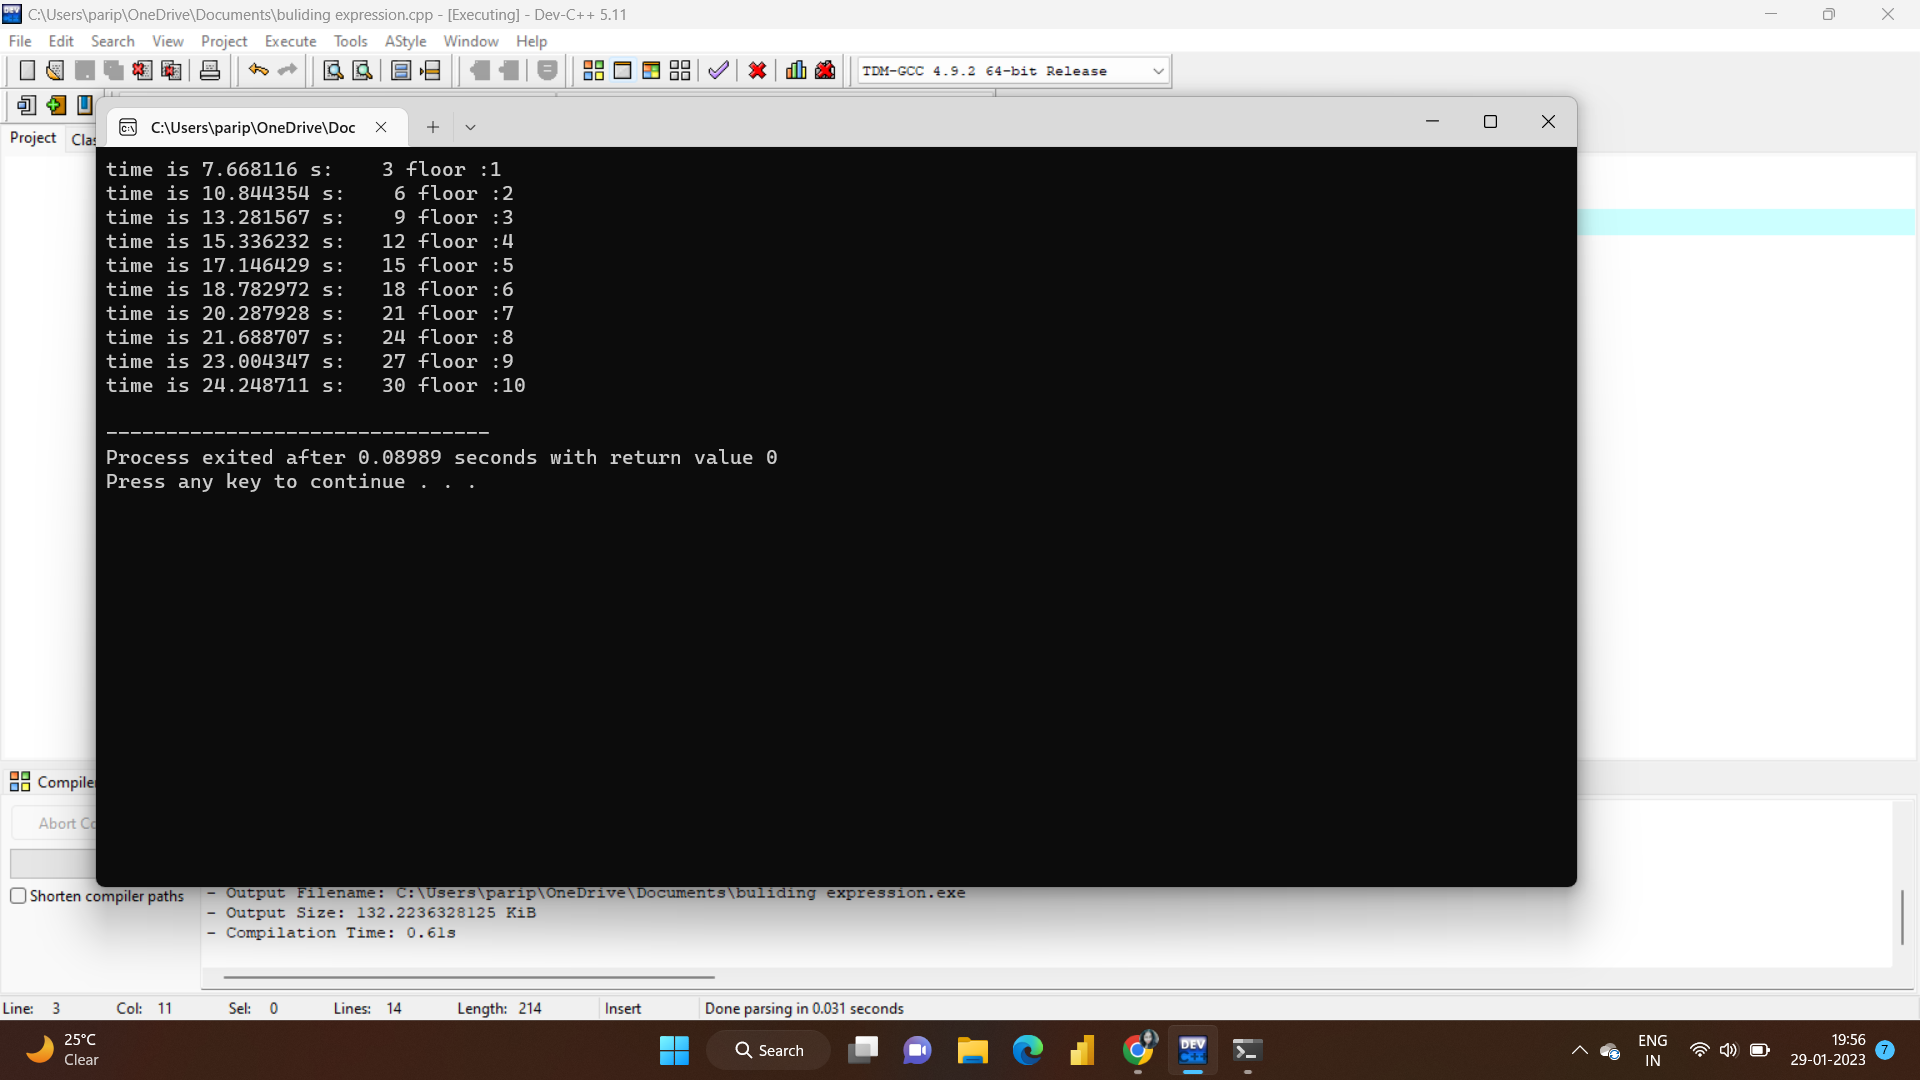 C:\Users\parip\OneDrive\Documents\buliding expression.cpp - [Executing] - Dev-C++ 5.11
File Edit Search View Project Execute Tools AStyle Window Help
TDM-GCC 4.9.2 64-bit Release
Project Clas
C:\Users\parip\OneDrive\Doc
time is 7.668116 s:    3 floor :1
time is 10.844354 s:    6 floor :2
time is 13.281567 s:    9 floor :3
time is 15.336232 s:   12 floor :4
time is 17.146429 s:   15 floor :5
time is 18.782972 s:   18 floor :6
time is 20.287928 s:   21 floor :7
time is 21.688707 s:   24 floor :8
time is 23.004347 s:   27 floor :9
time is 24.248711 s:   30 floor :10
--------------------------------
Process exited after 0.08989 seconds with return value 0
Press any key to continue . . .
Compiler
Abort Co
Shorten compiler paths
- Output Filename: C:\Users\parip\OneDrive\Documents\buliding expression.exe
- Output Size: 132.2236328125 KiB
- Compilation Time: 0.61s
Line: 3 Col: 11 Sel: 0 Lines: 14 Length: 214 Insert Done parsing in 0.031 seconds
25°C
Clear
Search
DEV
C++
ENG
IN
19:56
29-01-2023
7